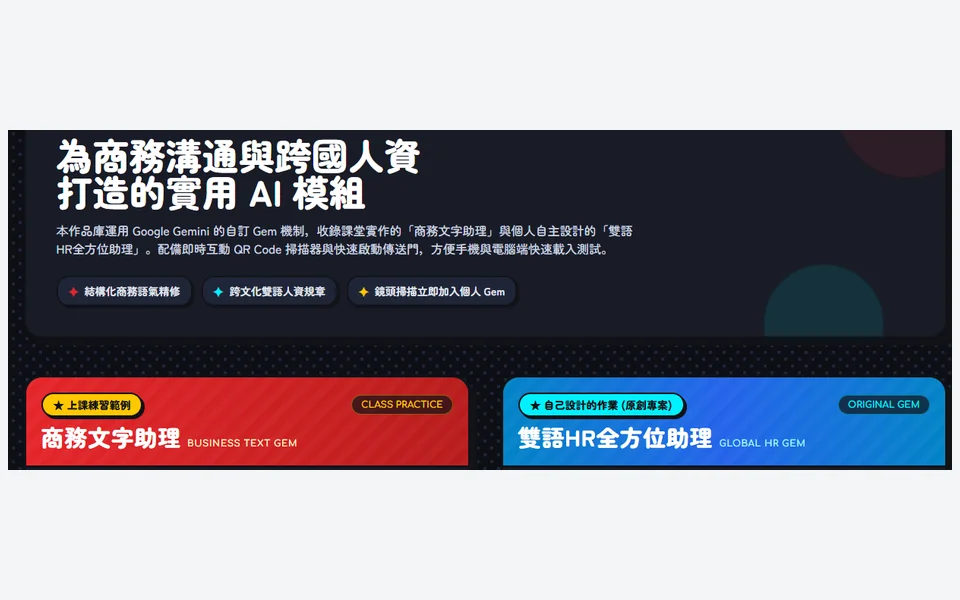 為商務溝通與跨國人資
打造的實用 AI 模組
本作品庫運用 Google Gemini 的自訂 Gem 機制，收錄課堂實作的「商務文字助理」與個人自主設計的「雙語
HR全方位助理」。配備即時互動 QR Code 掃描器與快速啟動傳送門，方便手機與電腦端快速載入測試。
✦ 結構化商務語氣精修
✦ 跨文化雙語人資規章
✦ 鏡頭掃描立即加入個人 Gem
★ 上課練習範例
CLASS PRACTICE
商務文字助理 BUSINESS TEXT GEM
★ 自己設計的作業 (原創專案)
ORIGINAL GEM
雙語HR全方位助理 GLOBAL HR GEM